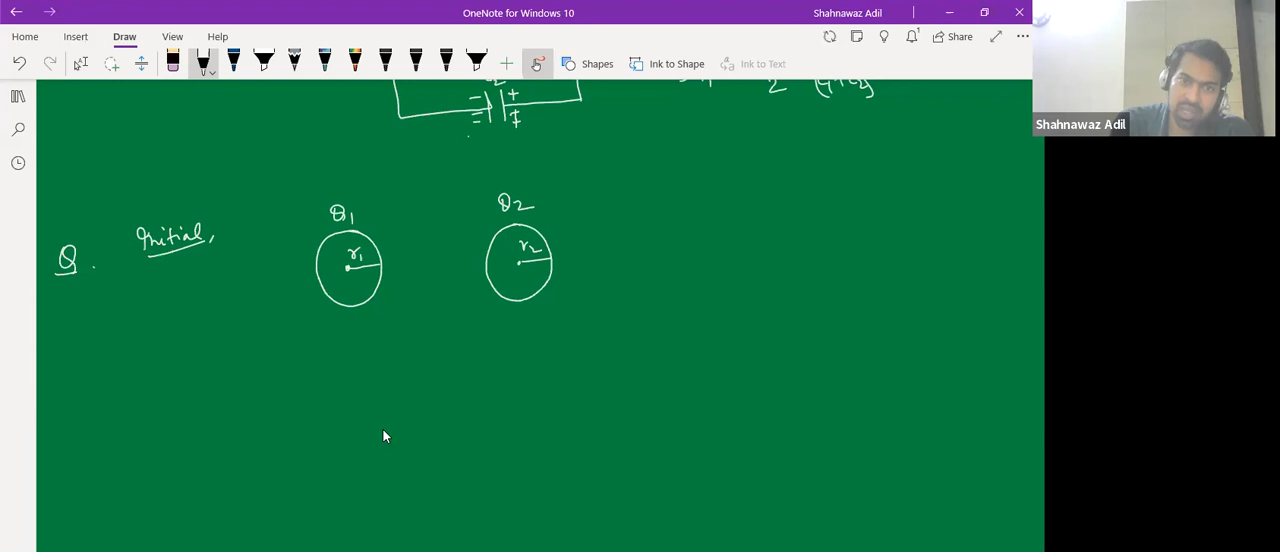 OneNote for Windows 10
Shahnawaz Adil
Home Insert Draw View Help
Share
Shapes Ink to Shape Ink to Text
Shahnawaz Adil
2
Q1
Q2
Initial,
Q.
r1
r2